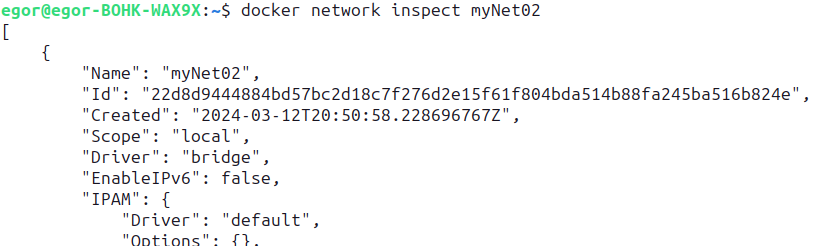 egor@egor-BOHK-WAX9X:~$ docker network inspect myNet02
[
    {
        "Name": "myNet02",
        "Id": "22d8d9444884bd57bc2d18c7f276d2e15f61f804bda514b88fa245ba516b824e",
        "Created": "2024-03-12T20:50:58.228696767Z",
        "Scope": "local",
        "Driver": "bridge",
        "EnableIPv6": false,
        "IPAM": {
            "Driver": "default",
            "Options": {},